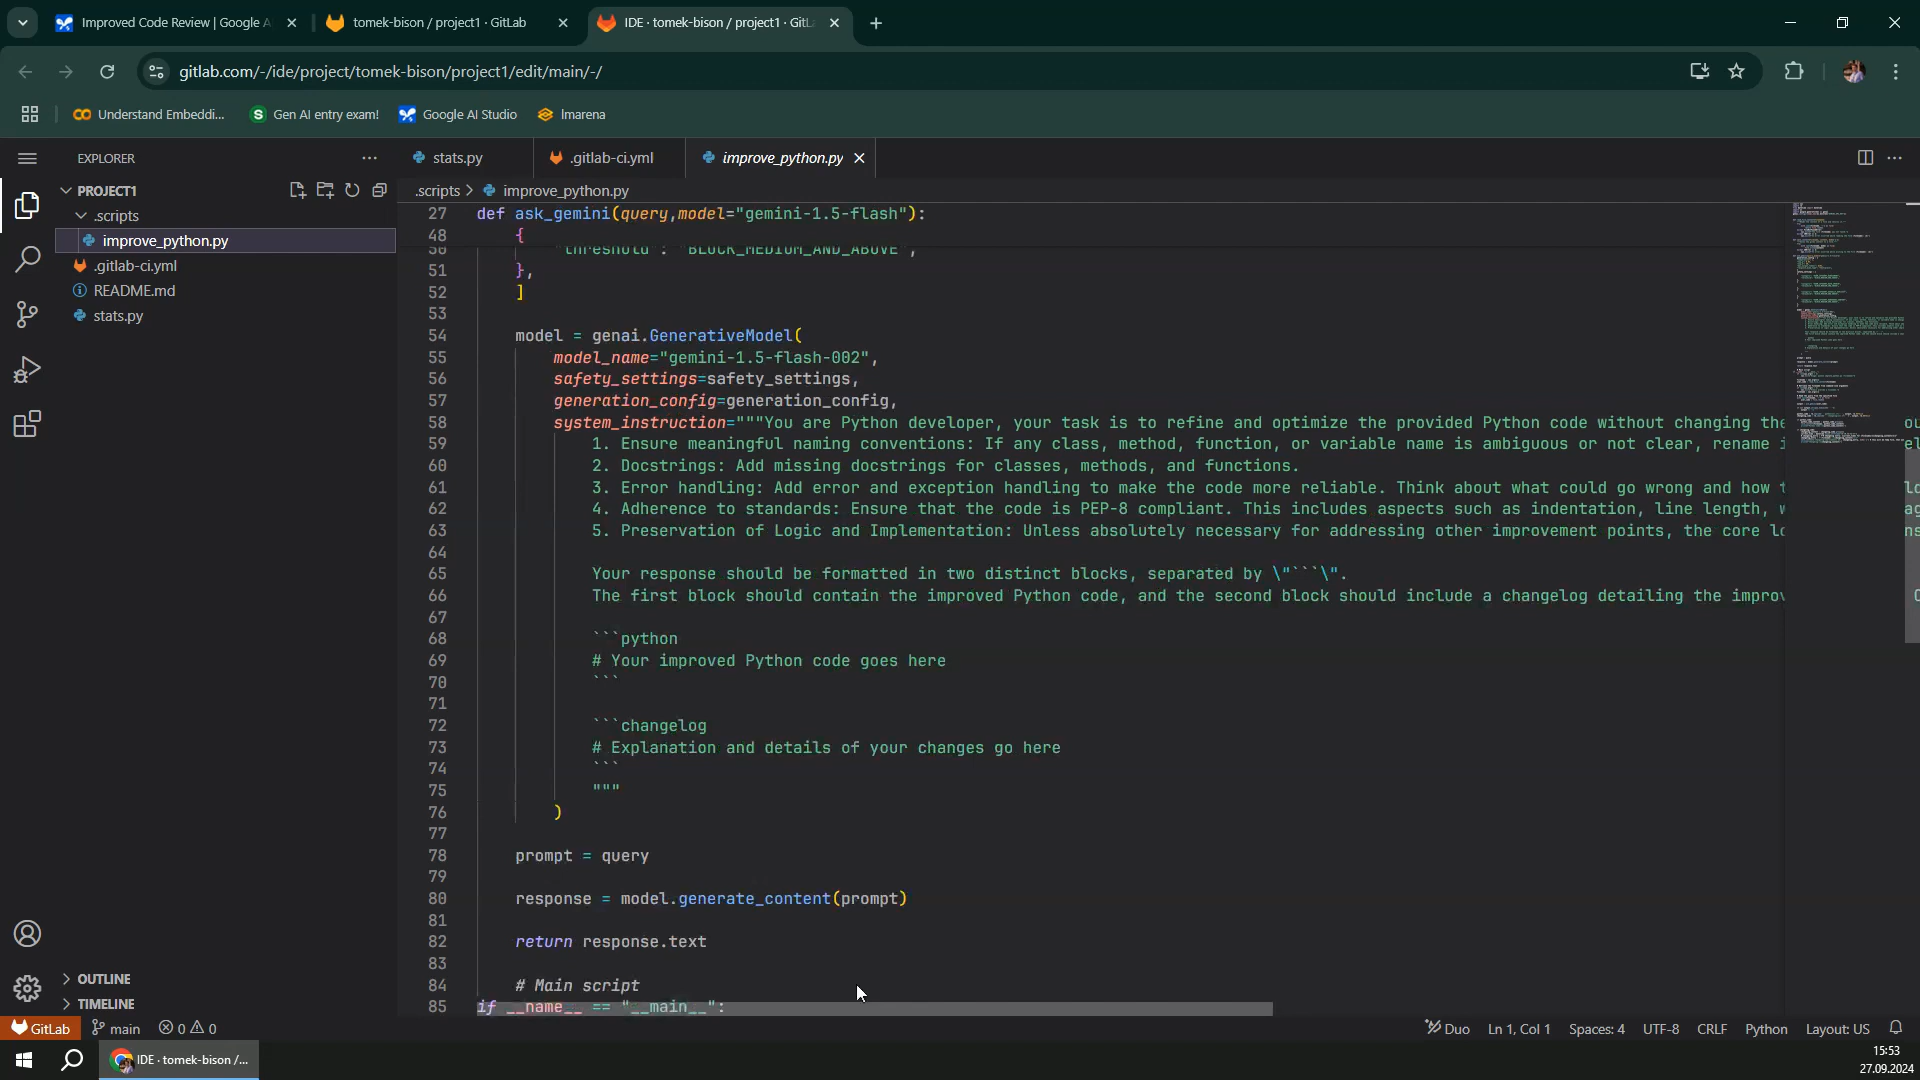 Improved Code Review | Google A
tomek-bison / project1 · GitLab
IDE · tomek-bison / project1 · GitL
gitlab.com/-/ide/project/tomek-bison/project1/edit/main/-/
Understand Embeddi...
Gen AI entry exam!
Google AI Studio
lmarena
EXPLORER
PROJECT1
.scripts
improve_python.py
.gitlab-ci.yml
README.md
stats.py
OUTLINE
TIMELINE
stats.py
.gitlab-ci.yml
improve_python.py
.scripts > improve_python.py
27 def ask_gemini(query,model="gemini-1.5-flash"):
48 {
50 "threshold": "BLOCK_MEDIUM_AND_ABOVE",
51 },
52 ]
53
54 model = genai.GenerativeModel(
55 model_name="gemini-1.5-flash-002",
56 safety_settings=safety_settings,
57 generation_config=generation_config,
58 system_instruction="""You are Python developer, your task is to refine and optimize the provided Python code without changing the
59 1. Ensure meaningful naming conventions: If any class, method, function, or variable name is ambiguous or not clear, rename
60 2. Docstrings: Add missing docstrings for classes, methods, and functions.
61 3. Error handling: Add error and exception handling to make the code more reliable. Think about what could go wrong and how
62 4. Adherence to standards: Ensure that the code is PEP-8 compliant. This includes aspects such as indentation, line length,
63 5. Preservation of Logic and Implementation: Unless absolutely necessary for addressing other improvement points, the core
64
65 Your response should be formatted in two distinct blocks, separated by \"```\".
66 The first block should contain the improved Python code, and the second block should include a changelog detailing the
67
68 ```python
69 # Your improved Python code goes here
70 ```
71
72 ```changelog
73 # Explanation and details of your changes go here
74 ```
75 """
76 )
77
78 prompt = query
79
80 response = model.generate_content(prompt)
81
82 return response.text
83
84 # Main script
85 if __name__ == "__main__":
GitLab
main
0
0
Duo
Ln 1, Col 1
Spaces: 4
UTF-8
CRLF
Python
Layout: US
IDE · tomek-bison /...
15:53
27.09.2024